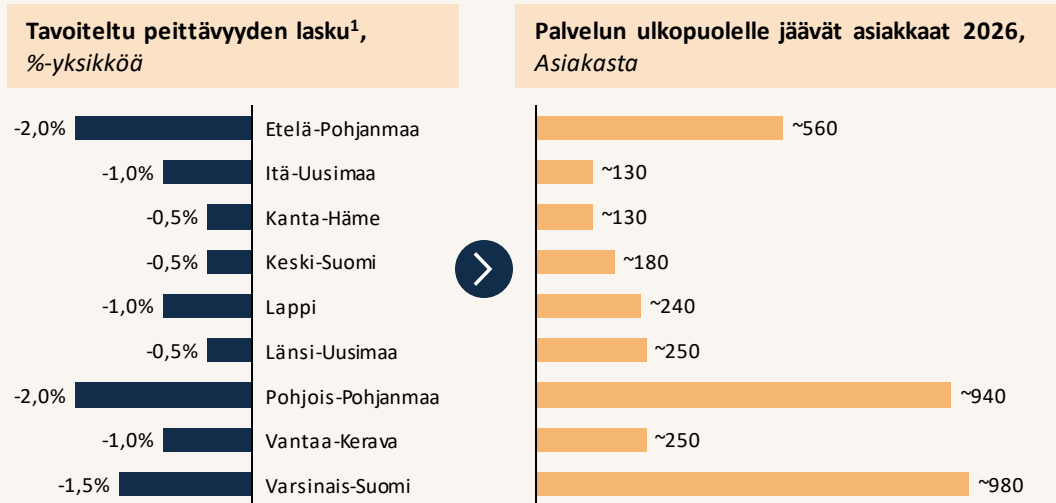 Tavoiteltu peittävyyden lasku¹,
%-yksikköä
Palvelun ulkopuolelle jäävät asiakkaat 2026,
Asiakasta
-2,0% Etelä-Pohjanmaa ~560
-1,0% Itä-Uusimaa ~130
-0,5% Kanta-Häme ~130
-0,5% Keski-Suomi ~180
-1,0% Lappi ~240
-0,5% Länsi-Uusimaa ~250
-2,0% Pohjois-Pohjanmaa ~940
-1,0% Vantaa-Kerava ~250
-1,5% Varsinais-Suomi ~980